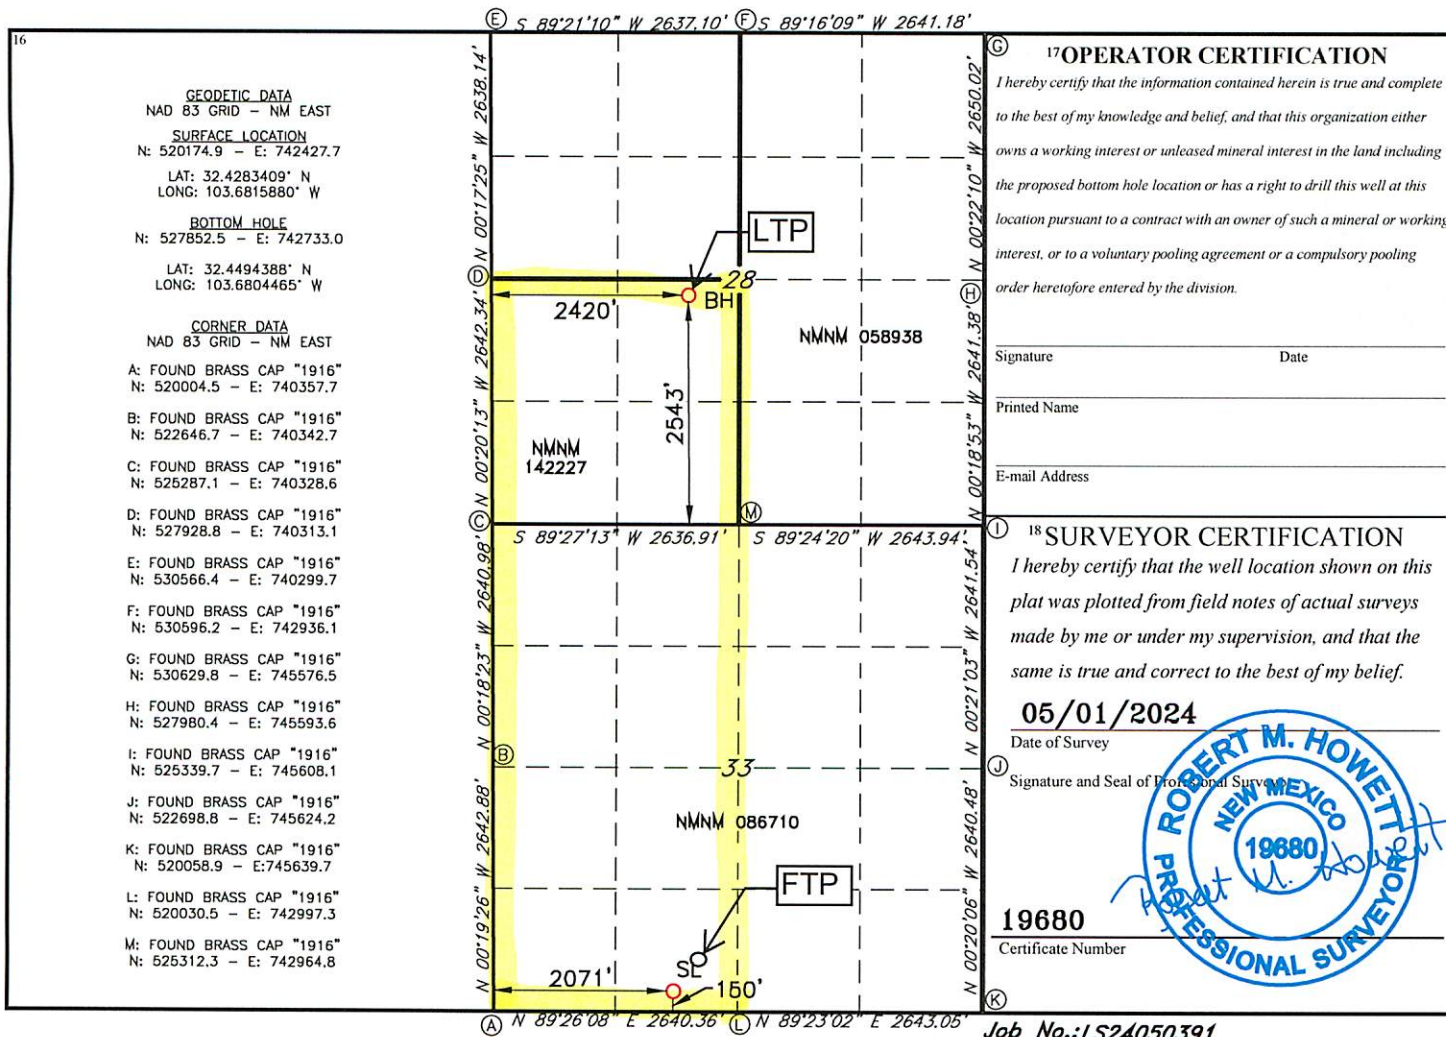 16
GEODETIC DATA
NAD 83 GRID – NM EAST
SURFACE LOCATION
N: 520174.9 – E: 742427.7
LAT: 32.4283409° N
LONG: 103.6815880° W
BOTTOM HOLE
N: 527852.5 – E: 742733.0
LAT: 32.4494388° N
LONG: 103.6804465° W
CORNER DATA
NAD 83 GRID – NM EAST
A: FOUND BRASS CAP "1916"
N: 520004.5 – E: 740357.7
B: FOUND BRASS CAP "1916"
N: 522646.7 – E: 740342.7
C: FOUND BRASS CAP "1916"
N: 525287.1 – E: 740328.6
D: FOUND BRASS CAP "1916"
N: 527928.8 – E: 740313.1
E: FOUND BRASS CAP "1916"
N: 530566.4 – E: 740299.7
F: FOUND BRASS CAP "1916"
N: 530596.2 – E: 742936.1
G: FOUND BRASS CAP "1916"
N: 530629.8 – E: 745576.5
H: FOUND BRASS CAP "1916"
N: 527980.4 – E: 745593.6
I: FOUND BRASS CAP "1916"
N: 525339.7 – E: 745608.1
J: FOUND BRASS CAP "1916"
N: 522698.8 – E: 745624.2
K: FOUND BRASS CAP "1916"
N: 520058.9 – E:745639.7
L: FOUND BRASS CAP "1916"
N: 520030.5 – E: 742997.3
M: FOUND BRASS CAP "1916"
N: 525312.3 – E: 742964.8
E S 89°21'10" W 2637.10' F S 89°16'09" W 2641.18'
G
N 00°17'25" W 2638.14'
N 00°22'10" W 2650.02'
LTP
D
28
H
2420'
BH
NMNM 058938
2543'
N 00°20'13" W 2642.34'
N 00°18'53" W 2641.38'
NMNM
142227
C
M
I
S 89°27'13" W 2636.91' S 89°24'20" W 2643.94'
N 00°18'23" W 2640.98'
N 00°21'03" W 2641.54'
B
33
J
NMNM 086710
N 00°19'26" W 2642.88'
N 00°20'06" W 2640.48'
FTP
SL
2071'
150'
K
A N 89°26'08" E 2640.36' L N 89°23'02" E 2643.05'
17 OPERATOR CERTIFICATION
I hereby certify that the information contained herein is true and complete
to the best of my knowledge and belief, and that this organization either
owns a working interest or unleased mineral interest in the land including
the proposed bottom hole location or has a right to drill this well at this
location pursuant to a contract with an owner of such a mineral or working
interest, or to a voluntary pooling agreement or a compulsory pooling
order heretofore entered by the division.
Signature Date
Printed Name
E-mail Address
18 SURVEYOR CERTIFICATION
I hereby certify that the well location shown on this
plat was plotted from field notes of actual surveys
made by me or under my supervision, and that the
same is true and correct to the best of my belief.
05/01/2024
Date of Survey
Signature and Seal of Professional Surveyor
ROBERT M. HOWETT
NEW MEXICO
19680
PROFESSIONAL SURVEYOR
Robert M. Howett
19680
Certificate Number
Job No.: LS24050391